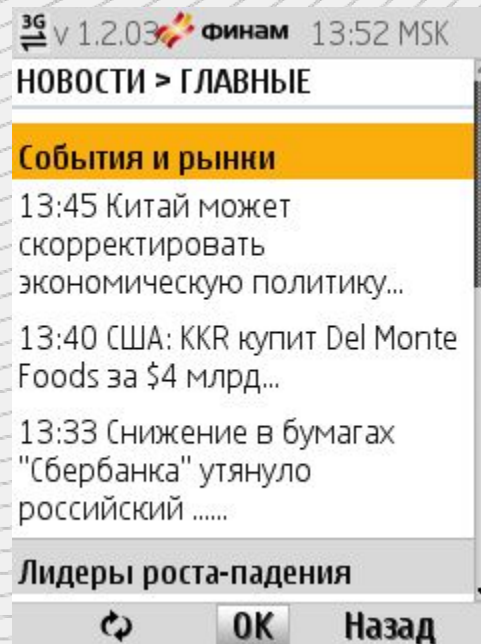 3G v 1.2.03 финам 13:52 MSK
НОВОСТИ > ГЛАВНЫЕ
События и рынки
13:45 Китай может
скорректировать
экономическую политику...
13:40 США: KKR купит Del Monte
Foods за $4 млрд...
13:33 Снижение в бумагах
"Сбербанка" утянуло
российский ......
Лидеры роста-падения
OK Назад